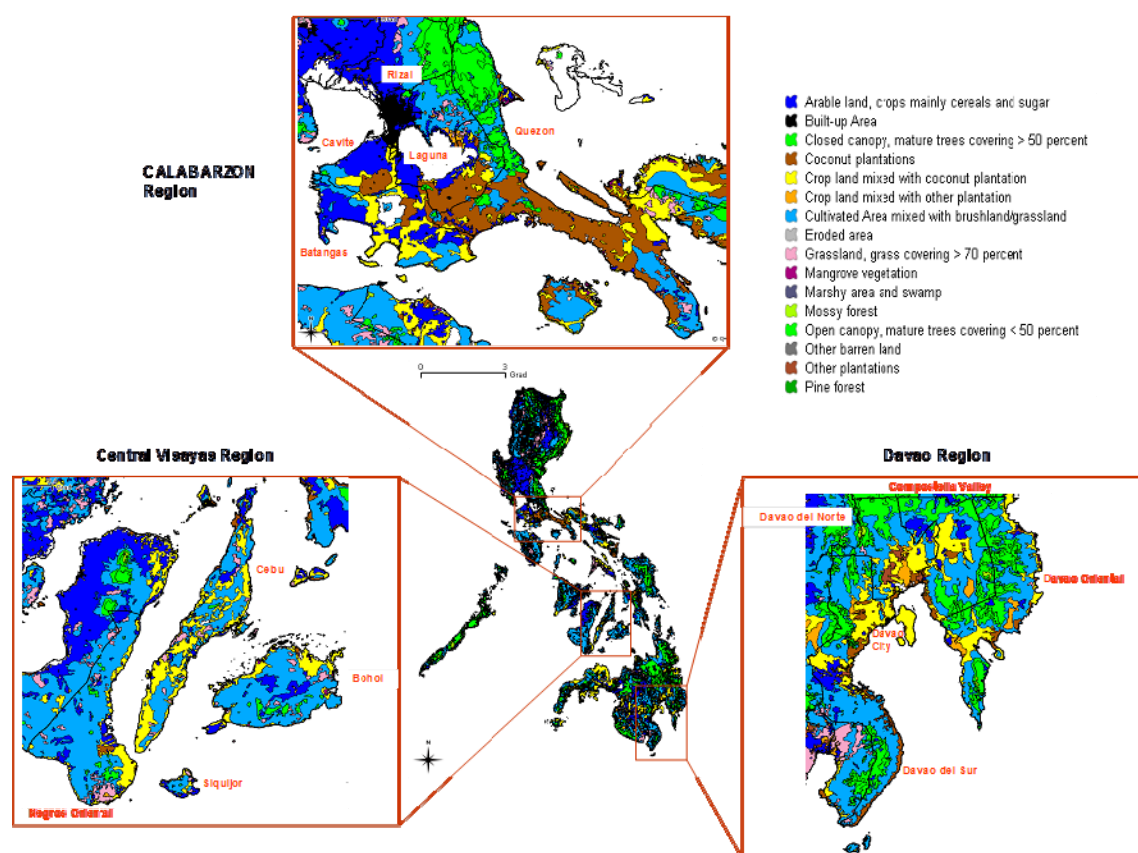 CALABARZON
Region
Rizal
Cavite
Laguna
Quezon
Batangas
N
©
Arable land, crops mainly cereals and sugar
Built-up Area
Closed canopy, mature trees covering > 50 percent
Coconut plantations
Crop land mixed with coconut plantation
Crop land mixed with other plantation
Cultivated Area mixed with brushland/grassland
Eroded area
Grassland, grass covering > 70 percent
Mangrove vegetation
Marshy area and swamp
Mossy forest
Open canopy, mature trees covering < 50 percent
Other barren land
Other plantations
Pine forest
0 3
Grad
Central Visayas Region
Cebu
Bohol
Siquijor
Negros Oriental
N
Davao Region
Compostela Valley
Davao del Norte
Davao Oriental
Davao
City
Davao del Sur